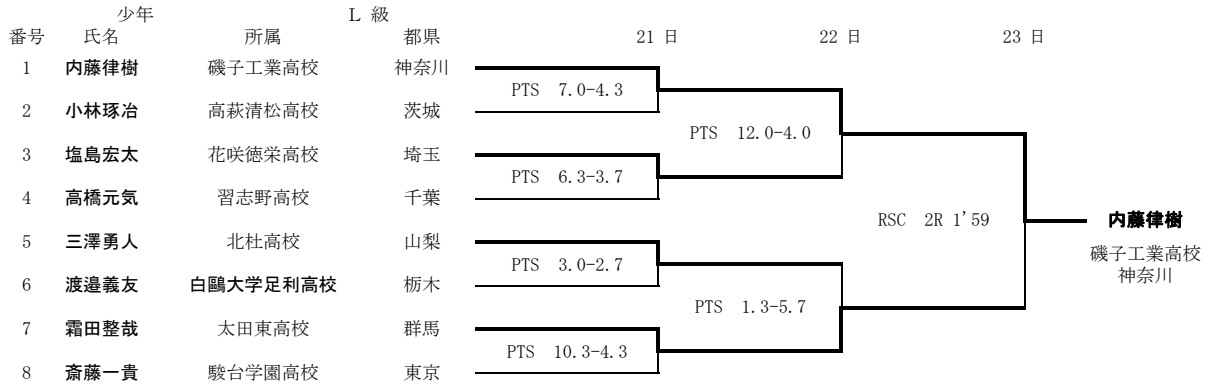 少年 L 級
番号 氏名 所属 都県 21 日 22 日 23 日
1 内藤律樹 磯子工業高校 神奈川
PTS 7.0-4.3
2 小林琢冶 高萩清松高校 茨城
PTS 12.0-4.0
3 塩島宏太 花咲徳栄高校 埼玉
PTS 6.3-3.7
4 高橋元気 習志野高校 千葉
RSC 2R 1'59
内藤律樹
5 三澤勇人 北杜高校 山梨
磯子工業高校
PTS 3.0-2.7
神奈川
6 渡邉義友 白鷗大学足利高校 栃木
PTS 1.3-5.7
7 霜田整哉 太田東高校 群馬
PTS 10.3-4.3
8 斎藤一貴 駿台学園高校 東京